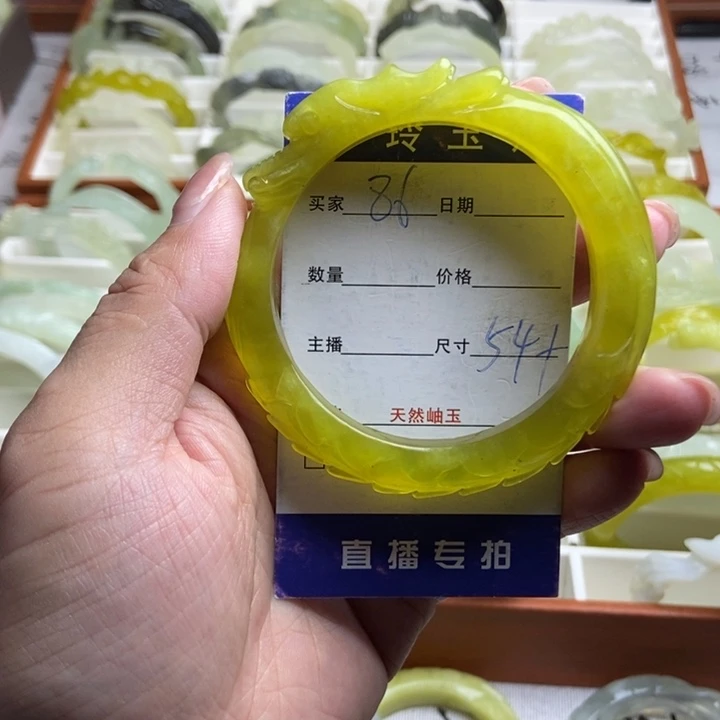 玲玉
买家 86 日期
数量 价格
主播 尺寸 54+
天然岫玉
直播专拍